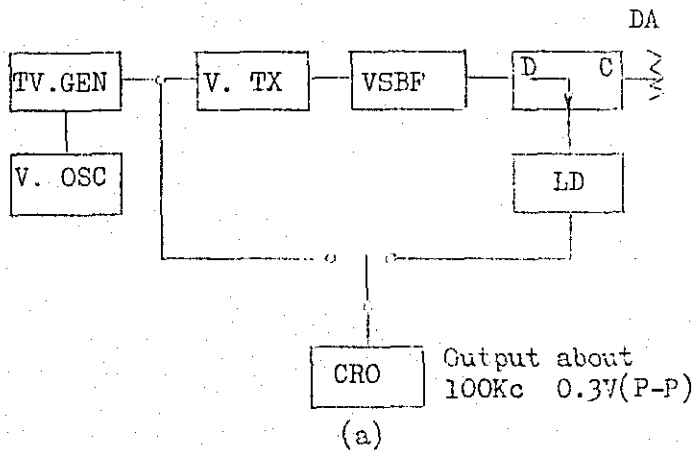 DA
TV.GEN
V. TX
VSBF
D C
V. OSC
LD
CRO
Output about
100Kc 0.3V(P-P)
(a)